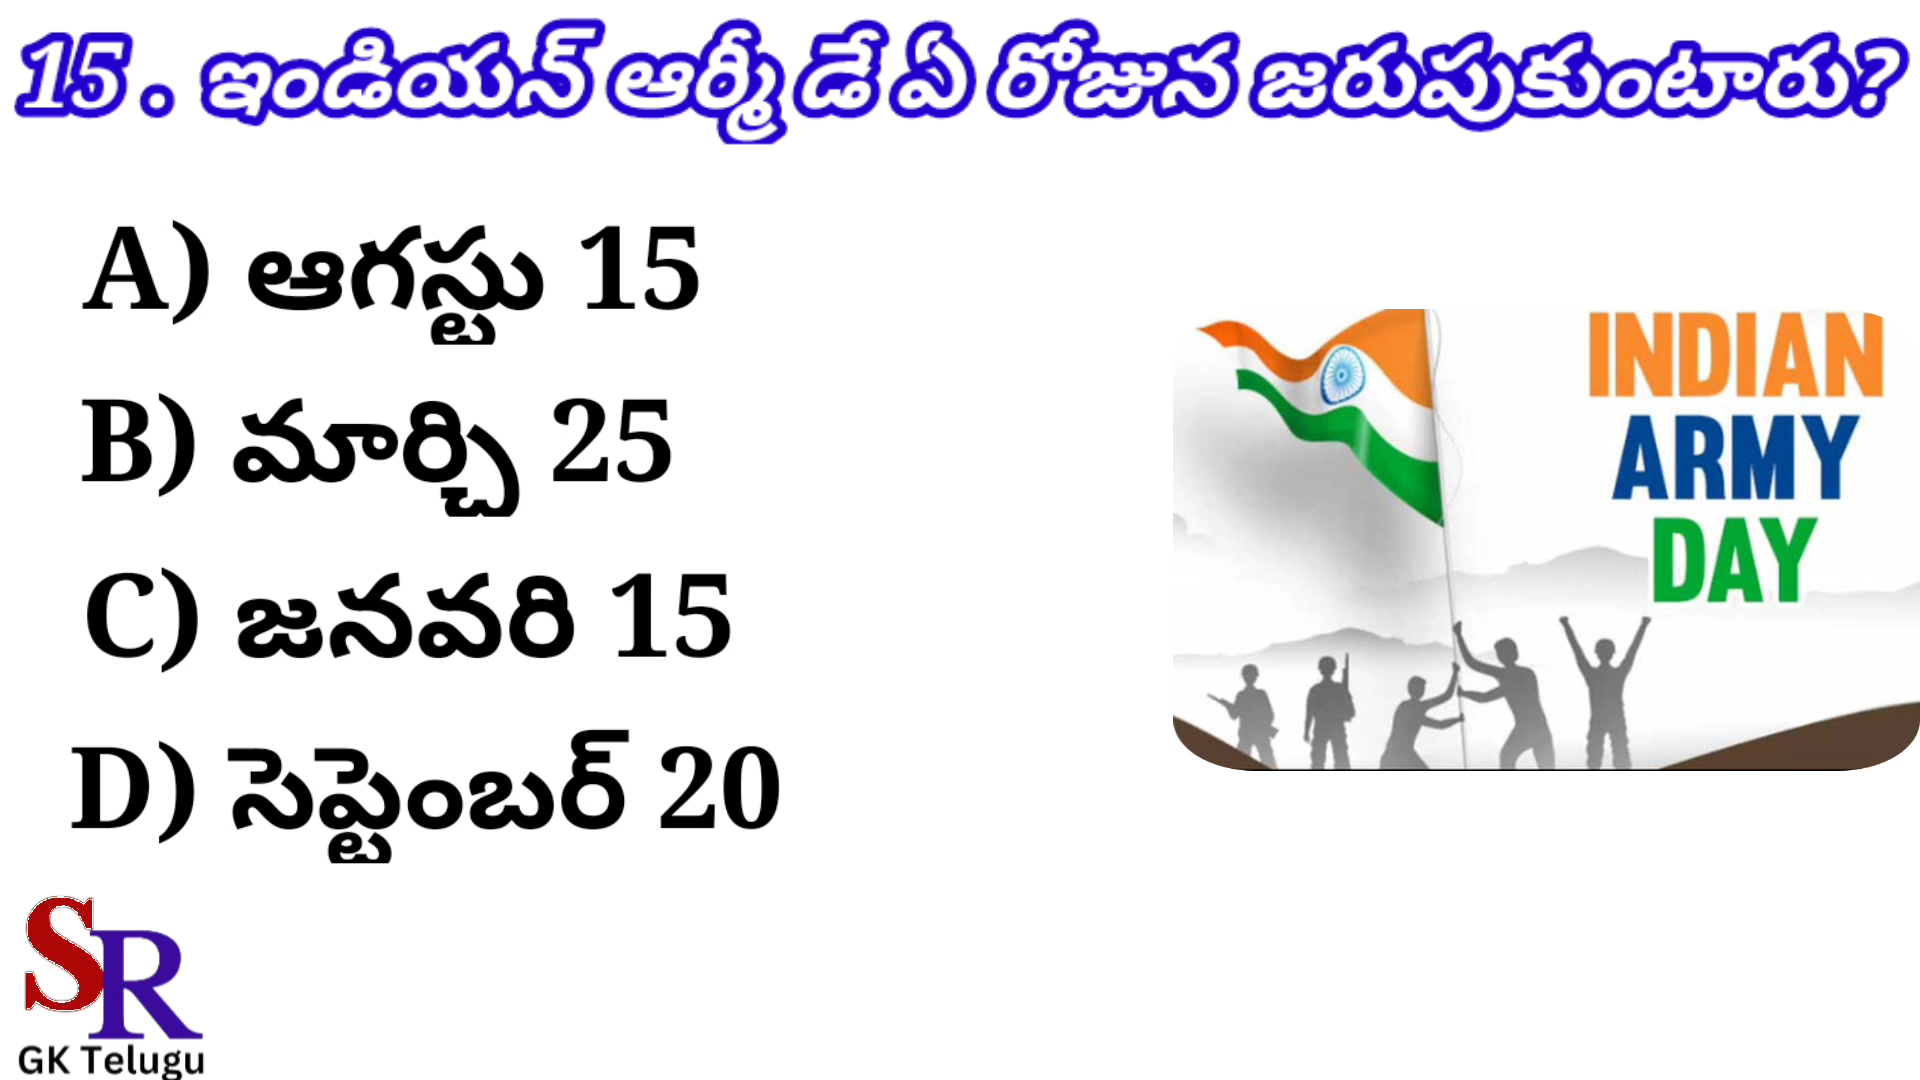 15 . ఇండియన్ ఆర్మీ డే ఏ రోజున జరుపుకుంటారు?
A) ఆగస్టు 15
B) మార్చి 25
C) జనవరి 15
D) సెప్టెంబర్ 20
INDIAN
ARMY
DAY
SR
GK Telugu